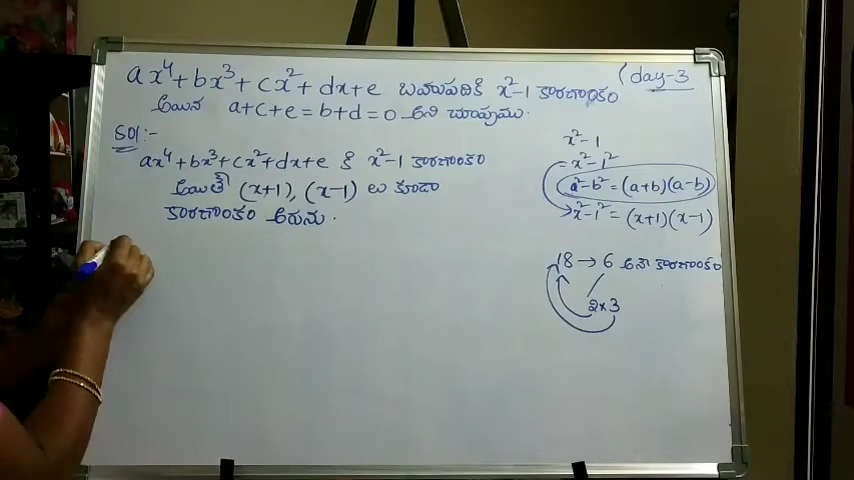 ax⁴+bx³+cx²+dx+e బహుపదికి x²-1 కారణాంకం (day-3
అయిన a+c+e=b+d=0 అని చూపుము.
Sol:-
ax⁴+bx³+cx²+dx+e కి x²-1 కారణాంకం
అయితే (x+1), (x-1) లు కూడా
కారణాంకం అగును.
x²-1
=x²-1²
a²-b²=(a+b)(a-b)
x²-1²=(x+1)(x-1)
18→6 అనే కారణాంకం
2×3